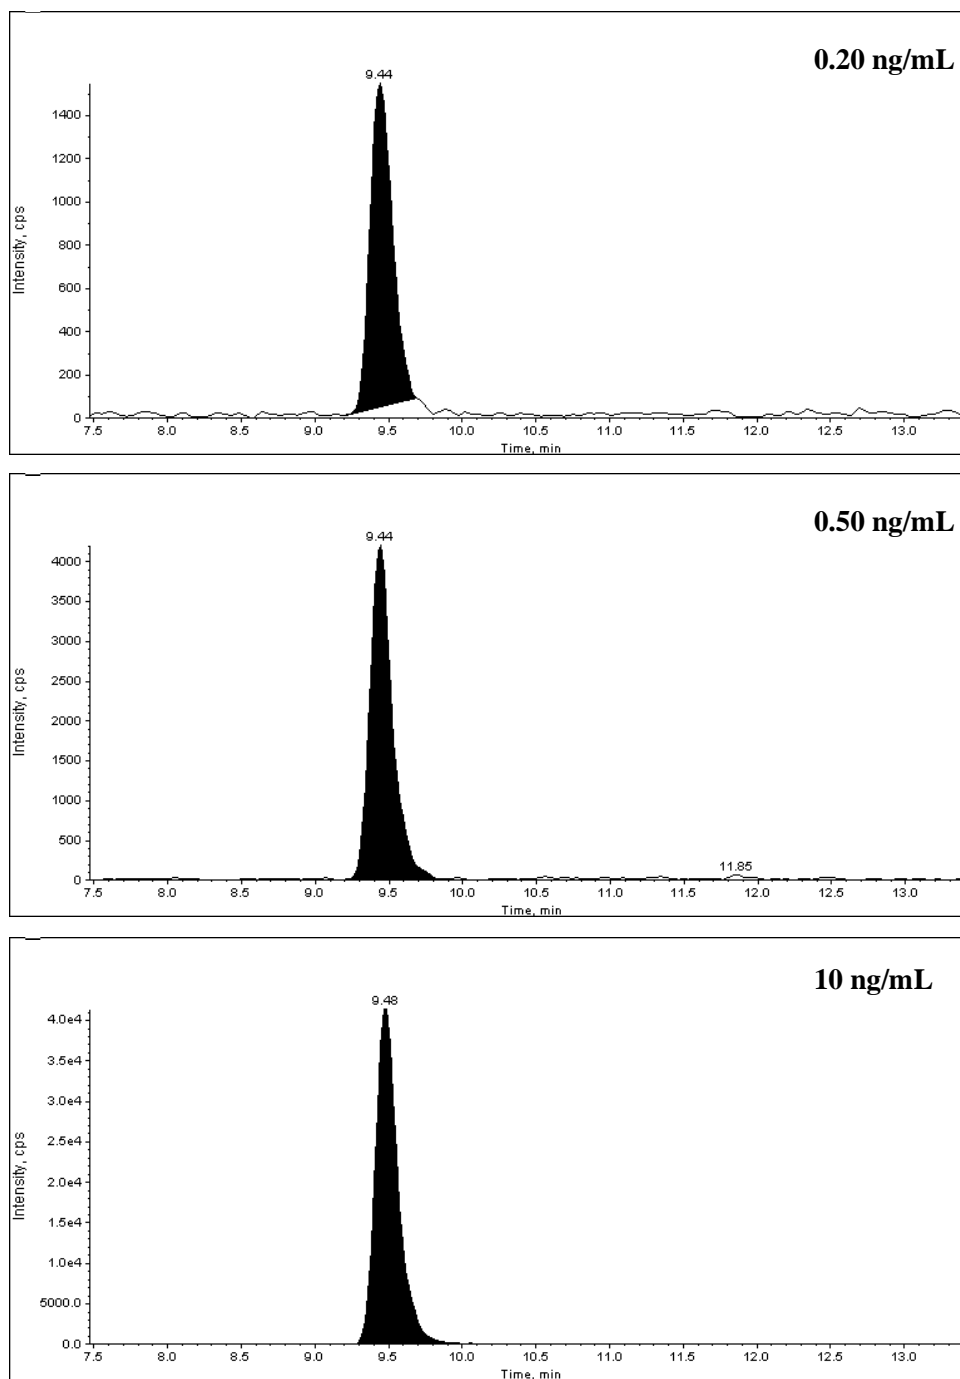 0.20 ng/mL
9.44
1400
1200
1000
800
600
400
200
0
Intensity, cps
7.5 8.0 8.5 9.0 9.5 10.0 10.5 11.0 11.5 12.0 12.5 13.0
Time, min
0.50 ng/mL
9.44
4000
3500
3000
2500
2000
1500
1000
500
0
Intensity, cps
11.85
7.5 8.0 8.5 9.0 9.5 10.0 10.5 11.0 11.5 12.0 12.5 13.0
Time, min
10 ng/mL
9.48
4.0e4
3.5e4
3.0e4
2.5e4
2.0e4
1.5e4
1.0e4
5000.0
0.0
Intensity, cps
7.5 8.0 8.5 9.0 9.5 10.0 10.5 11.0 11.5 12.0 12.5 13.0
Time, min